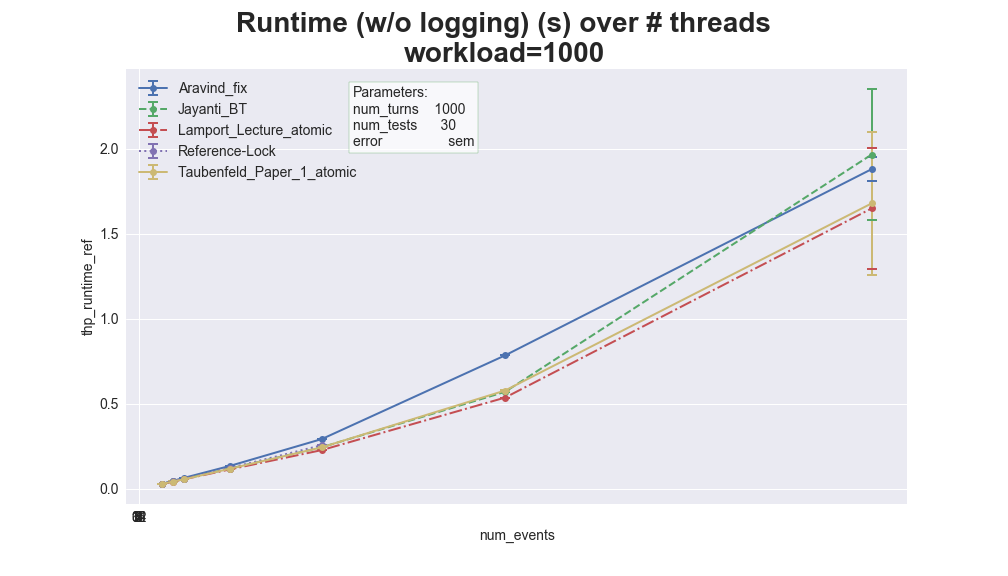 Runtime (w/o logging) (s) over # threads
workload=1000
Aravind_fix
Jayanti_BT
Lamport_Lecture_atomic
Reference-Lock
Taubenfeld_Paper_1_atomic
Parameters:
num_turns 1000
num_tests 30
error sem
thp_runtime_ref
2.0
1.5
1.0
0.5
0.0
num_events